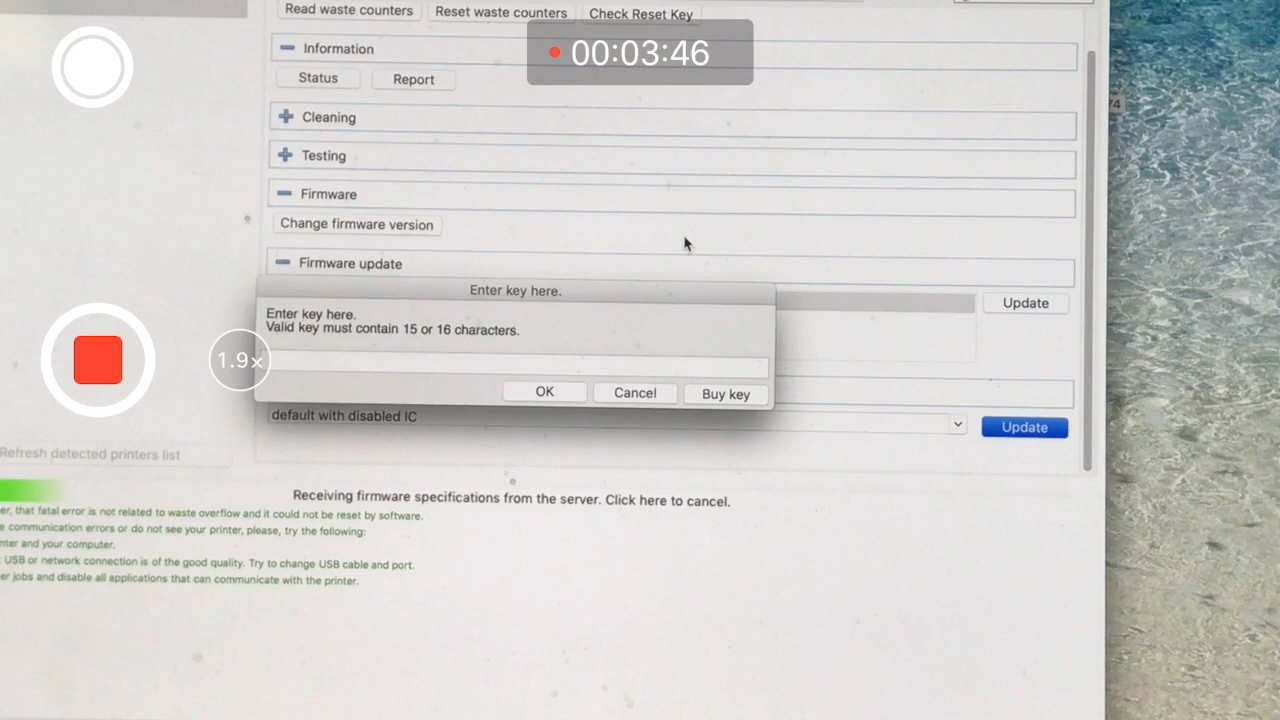 Read waste counters Reset waste counters Check Reset Key
00:03:46
Information
Status Report
74
Cleaning
Testing
Firmware
Change firmware version
Firmware update
Enter key here.
Update
Enter key here.
Valid key must contain 15 or 16 characters.
1.9×
OK Cancel Buy key
default with disabled IC
Update
Refresh detected printers list
Receiving firmware specifications from the server. Click here to cancel.
er, that fatal error is not related to waste overflow and it could not be reset by software.
e communication errors or do not see your printer, please, try the following:
nter and your computer.
USB or network connection is of the good quality. Try to change USB cable and port.
er jobs and disable all applications that can communicate with the printer.